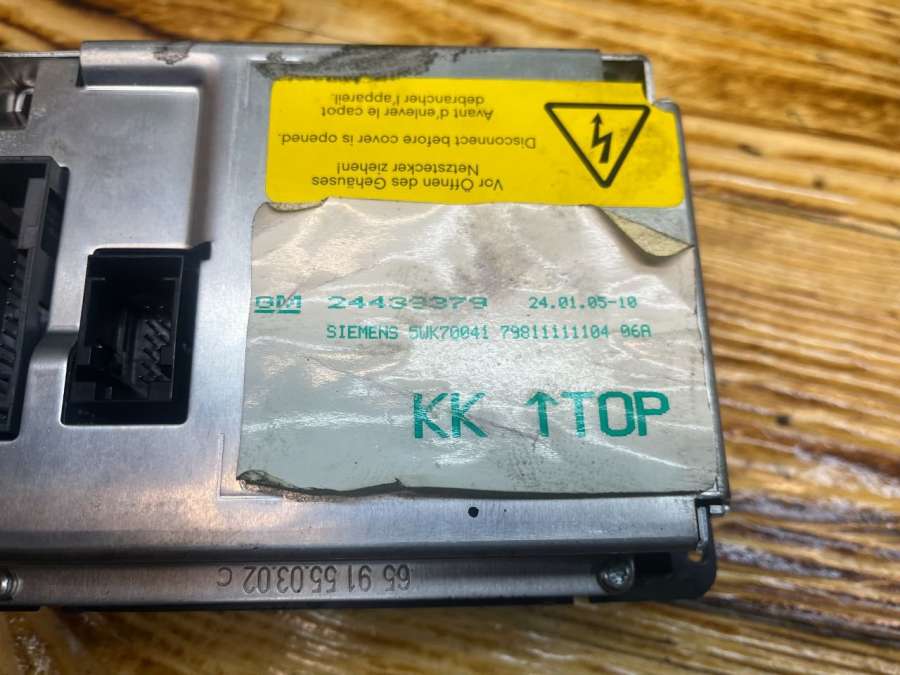 Vor Öffnen des Gehäuses
Netzstecker ziehen!
Disconnect before cover is opened.
Avant d'enlever le capot
debrancher l'appareil.
GM 24433379 24.01.05-10
SIEMENS 5WK70041 79811111104 06A
KK ↑TOP
65 91 55.03.02 C